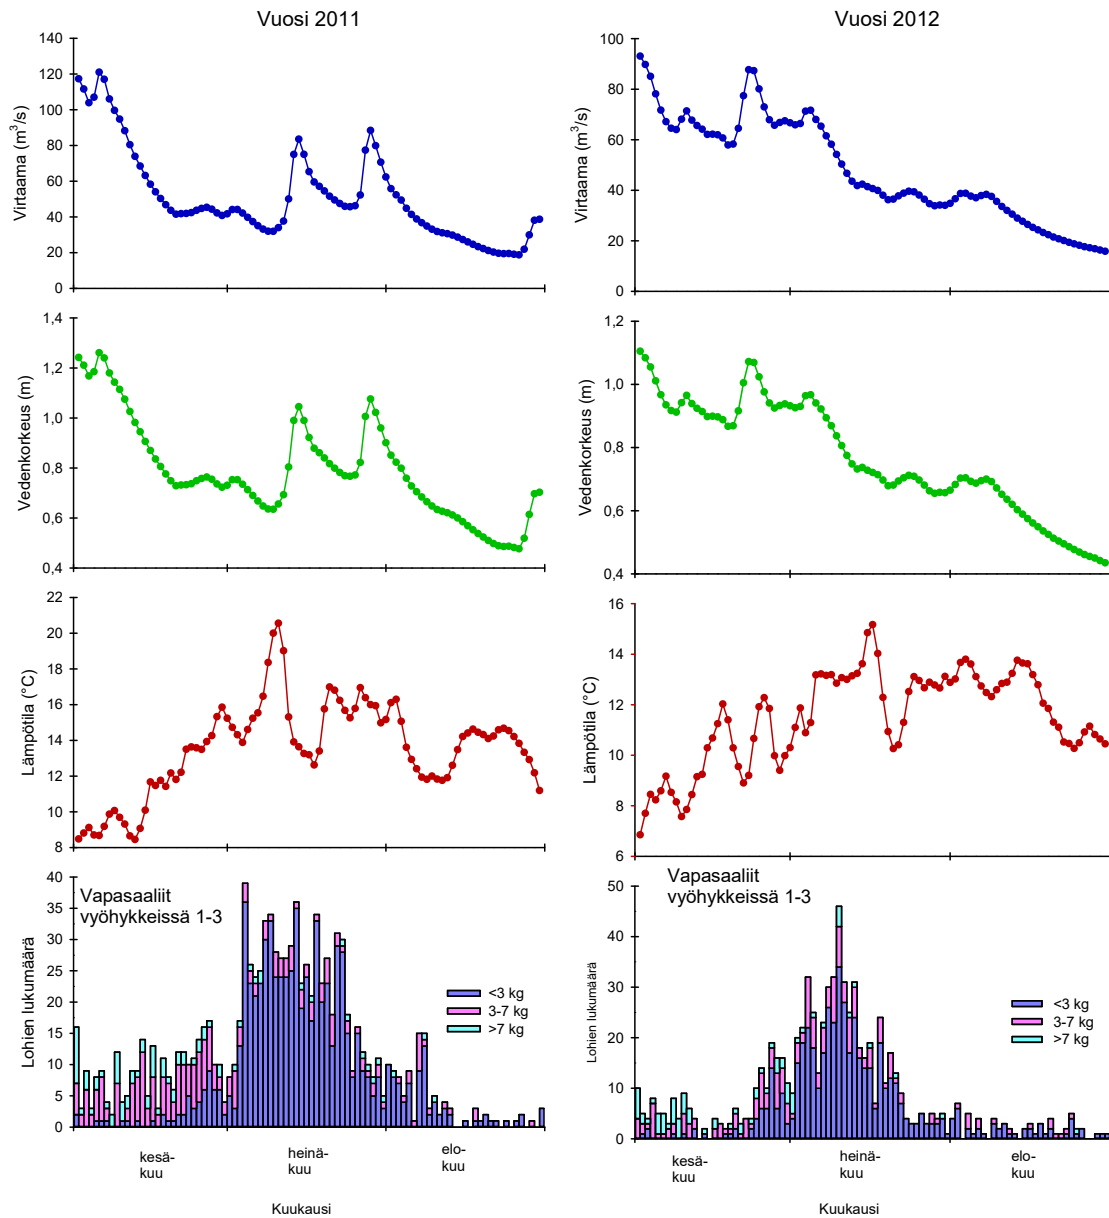 Vuosi 2011
140
120
100
80
60
40
20
0
Virtaama (m³/s)
1,4
1,2
1,0
0,8
0,6
0,4
Vedenkorkeus (m)
22
20
18
16
14
12
10
8
Lämpötila (°C)
40
35
30
25
20
15
10
5
0
Lohien lukumäärä
Vapasaaliit
vyöhykkeissä 1-3
<3 kg
3-7 kg
>7 kg
kesä-
kuu
heinä-
kuu
elo-
kuu
Kuukausi
Vuosi 2012
100
80
60
40
20
0
Virtaama (m³/s)
1,2
1,0
0,8
0,6
0,4
Vedenkorkeus (m)
16
14
12
10
8
6
Lämpötila (°C)
Vapasaaliit
vyöhykkeissä 1-3
50
40
30
20
10
0
Lohien lukumäärä
<3 kg
3-7 kg
>7 kg
kesä-
kuu
heinä-
kuu
elo-
kuu
Kuukausi